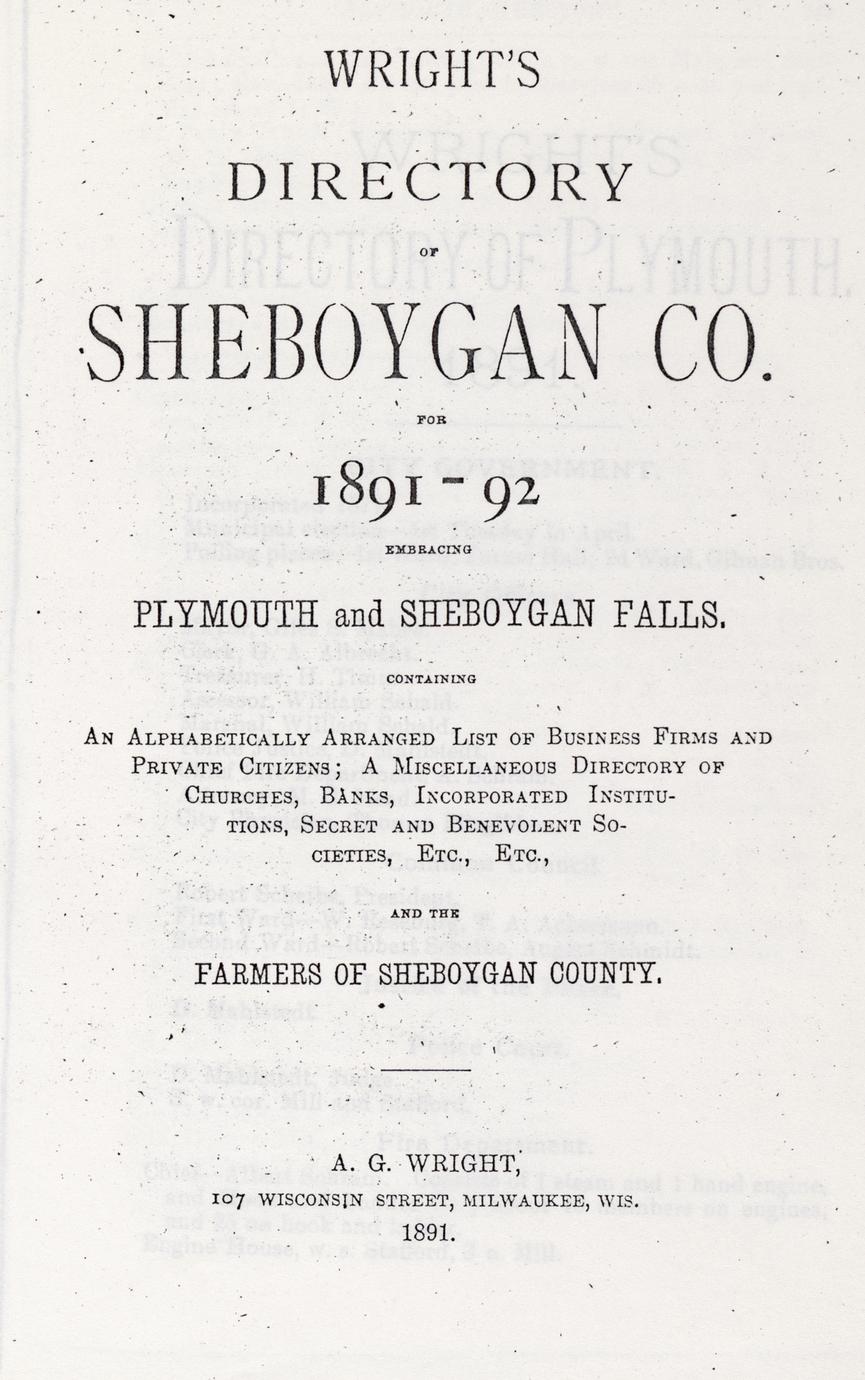 WRIGHT'S
DIRECTORY
OF
SHEBOYGAN CO.
FOR
1891 - 92
EMBRACING
PLYMOUTH and SHEBOYGAN FALLS.
CONTAINING
AN ALPHABETICALLY ARRANGED LIST OF BUSINESS FIRMS AND
PRIVATE CITIZENS; A MISCELLANEOUS DIRECTORY OF
CHURCHES, BANKS, INCORPORATED INSTITU-
TIONS, SECRET AND BENEVOLENT SO-
CIETIES, ETC., ETC.,
AND THE
FARMERS OF SHEBOYGAN COUNTY.
A. G. WRIGHT,
107 WISCONSIN STREET, MILWAUKEE, WIS.
1891.